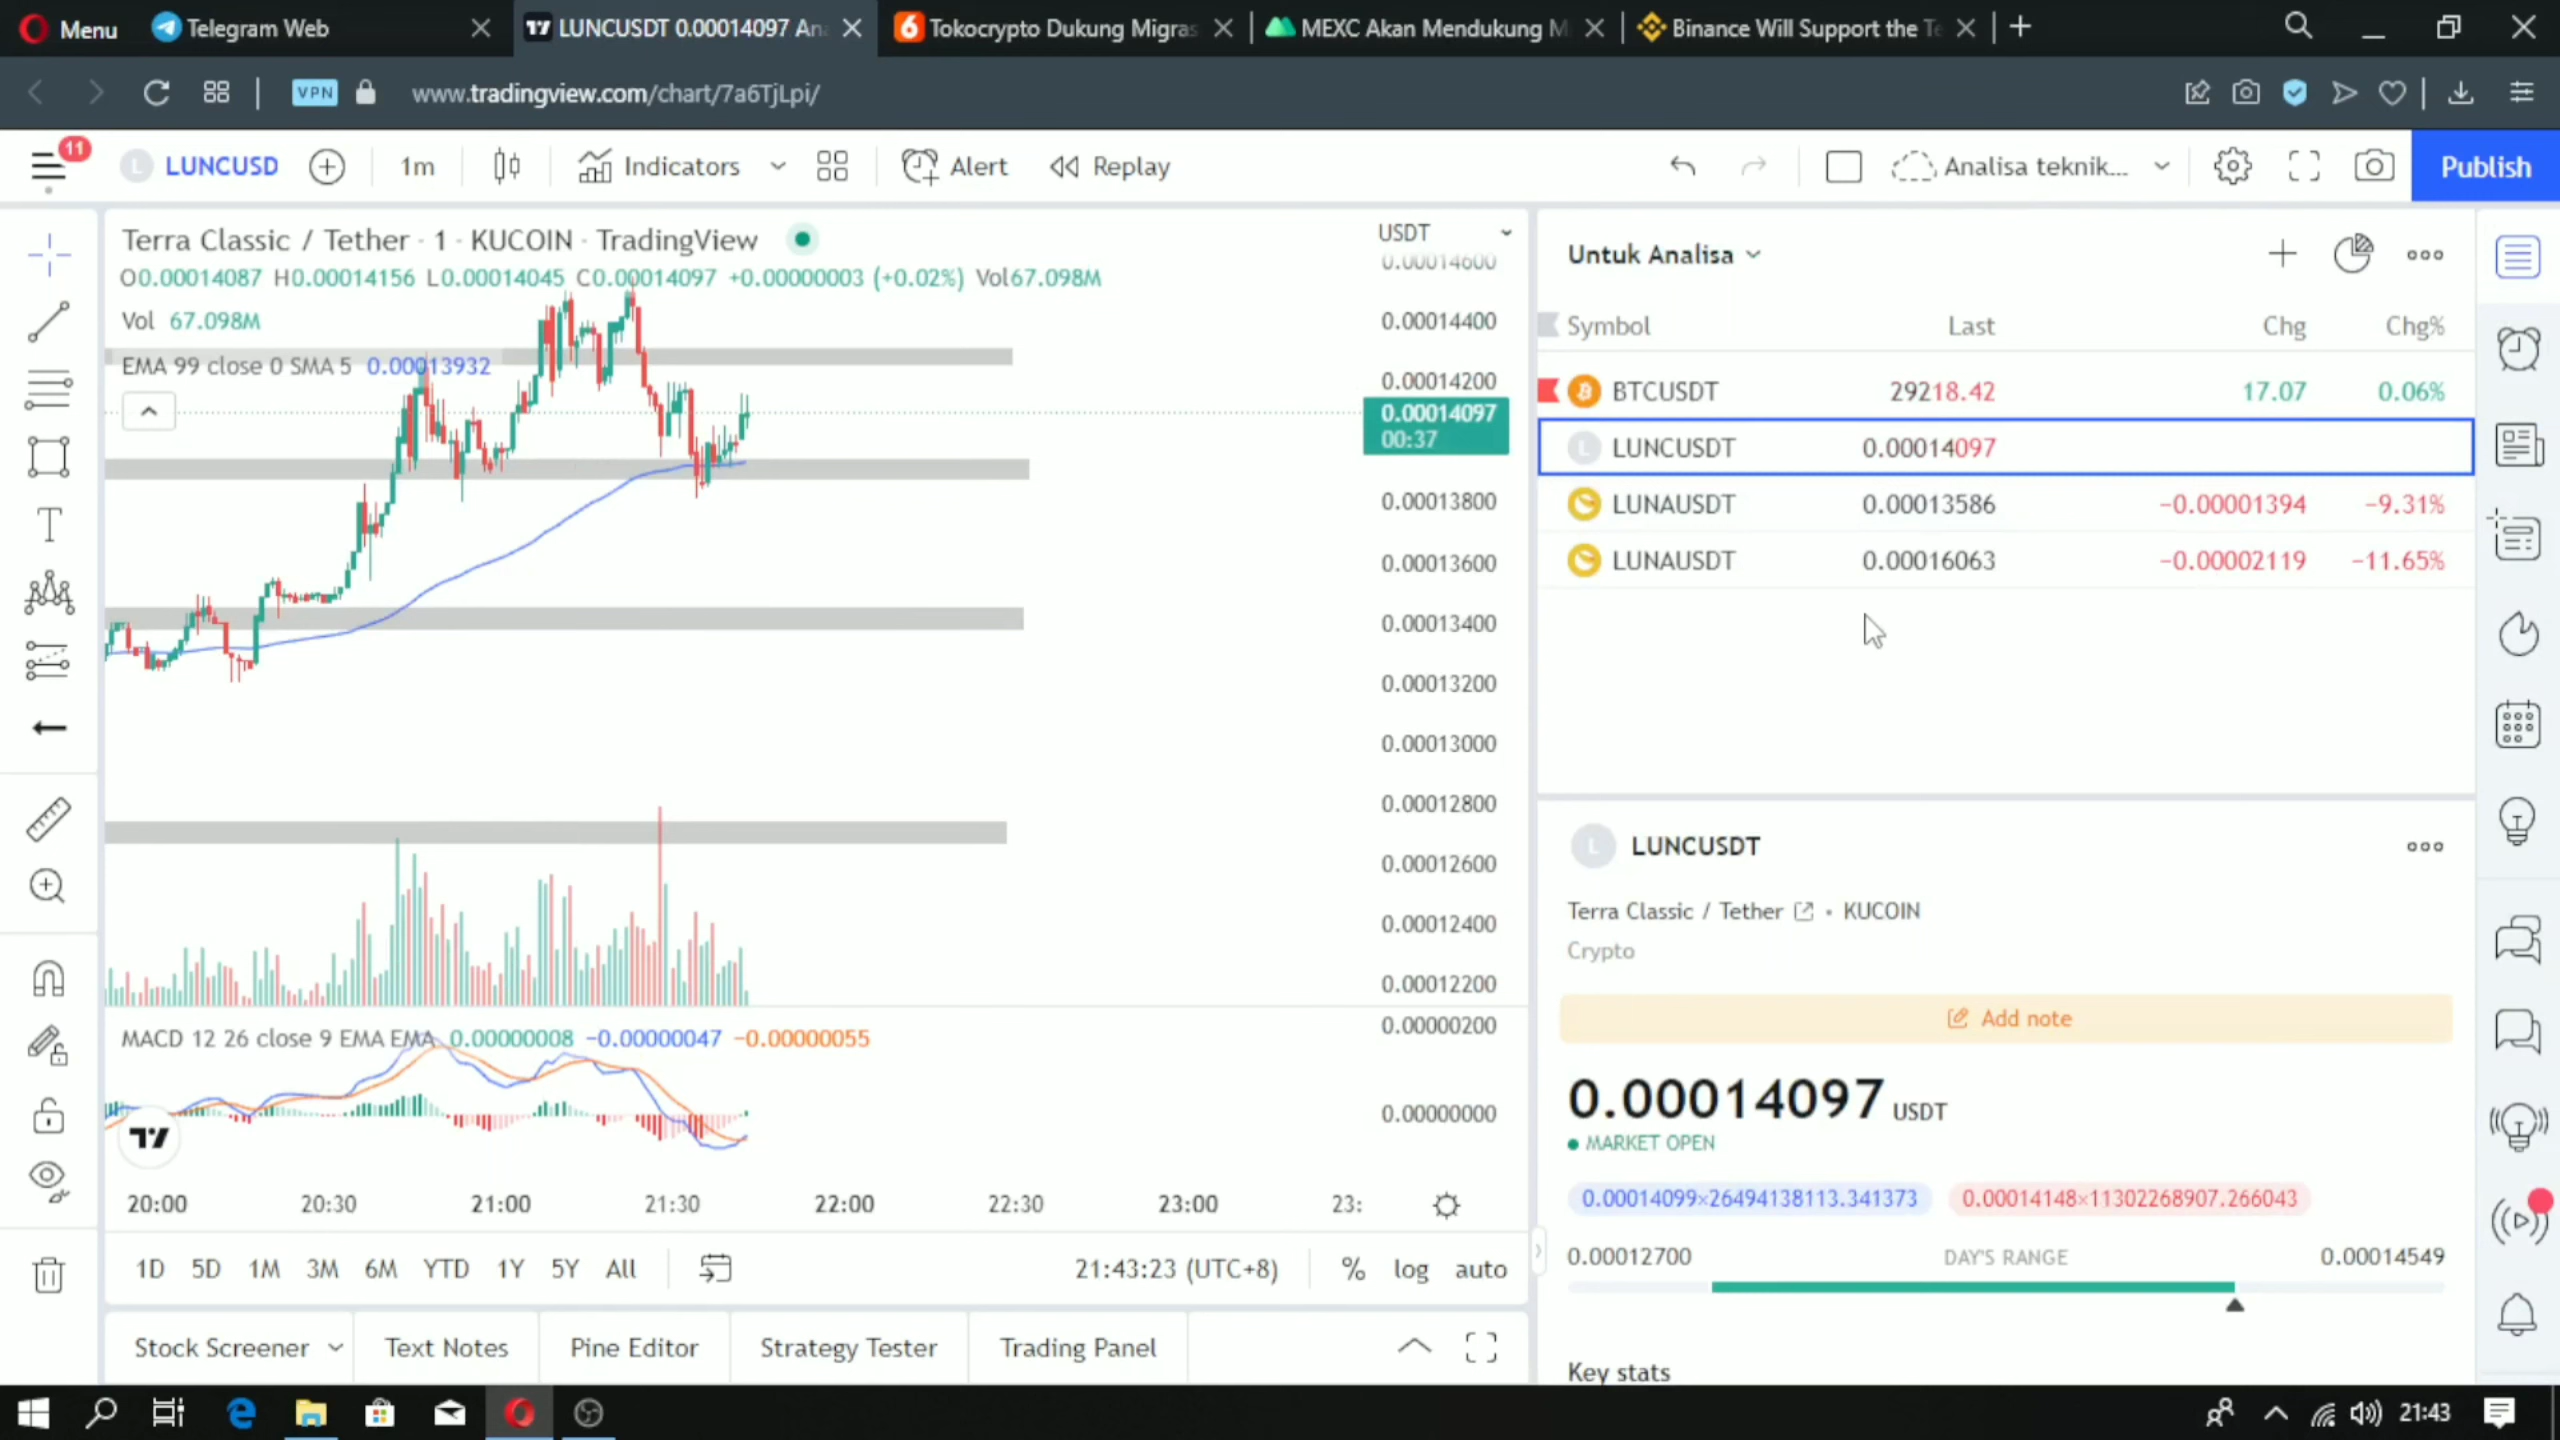 Menu
Telegram Web
LUNCUSDT 0.00014097 An
Tokocrypto Dukung Migras
MEXC Akan Mendukung M
Binance Will Support the Te
VPN
www.tradingview.com/chart/7a6TjLpi/
11
L LUNCUSD
1m
Indicators
Alert
Replay
Analisa teknik...
Publish
Terra Classic / Tether · 1 · KUCOIN · TradingView
O0.00014087 H0.00014156 L0.00014045 C0.00014097 +0.00000003 (+0.02%) Vol67.098M
Vol 67.098M
EMA 99 close 0 SMA 5 0.00013932
USDT
0.00014600
0.00014400
0.00014200
0.00014097
00:37
0.00013800
0.00013600
0.00013400
0.00013200
0.00013000
0.00012800
0.00012600
0.00012400
0.00012200
MACD 12 26 close 9 EMA EMA 0.00000008 −0.00000047 −0.00000055
0.00000200
0.00000000
20:00 20:30 21:00 21:30 22:00 22:30 23:00 23:
1D 5D 1M 3M 6M YTD 1Y 5Y All
21:43:23 (UTC+8) % log auto
Stock Screener
Text Notes
Pine Editor
Strategy Tester
Trading Panel
Untuk Analisa
Symbol Last Chg Chg%
BTCUSDT 29218.42 17.07 0.06%
L LUNCUSDT 0.00014097
LUNAUSDT 0.00013586 −0.00001394 −9.31%
LUNAUSDT 0.00016063 −0.00002119 −11.65%
L LUNCUSDT
Terra Classic / Tether • KUCOIN
Crypto
Add note
0.00014097 USDT
MARKET OPEN
0.00014099×26494138113.341373 0.00014148×11302268907.266043
0.00012700 DAY'S RANGE 0.00014549
Key stats
21:43